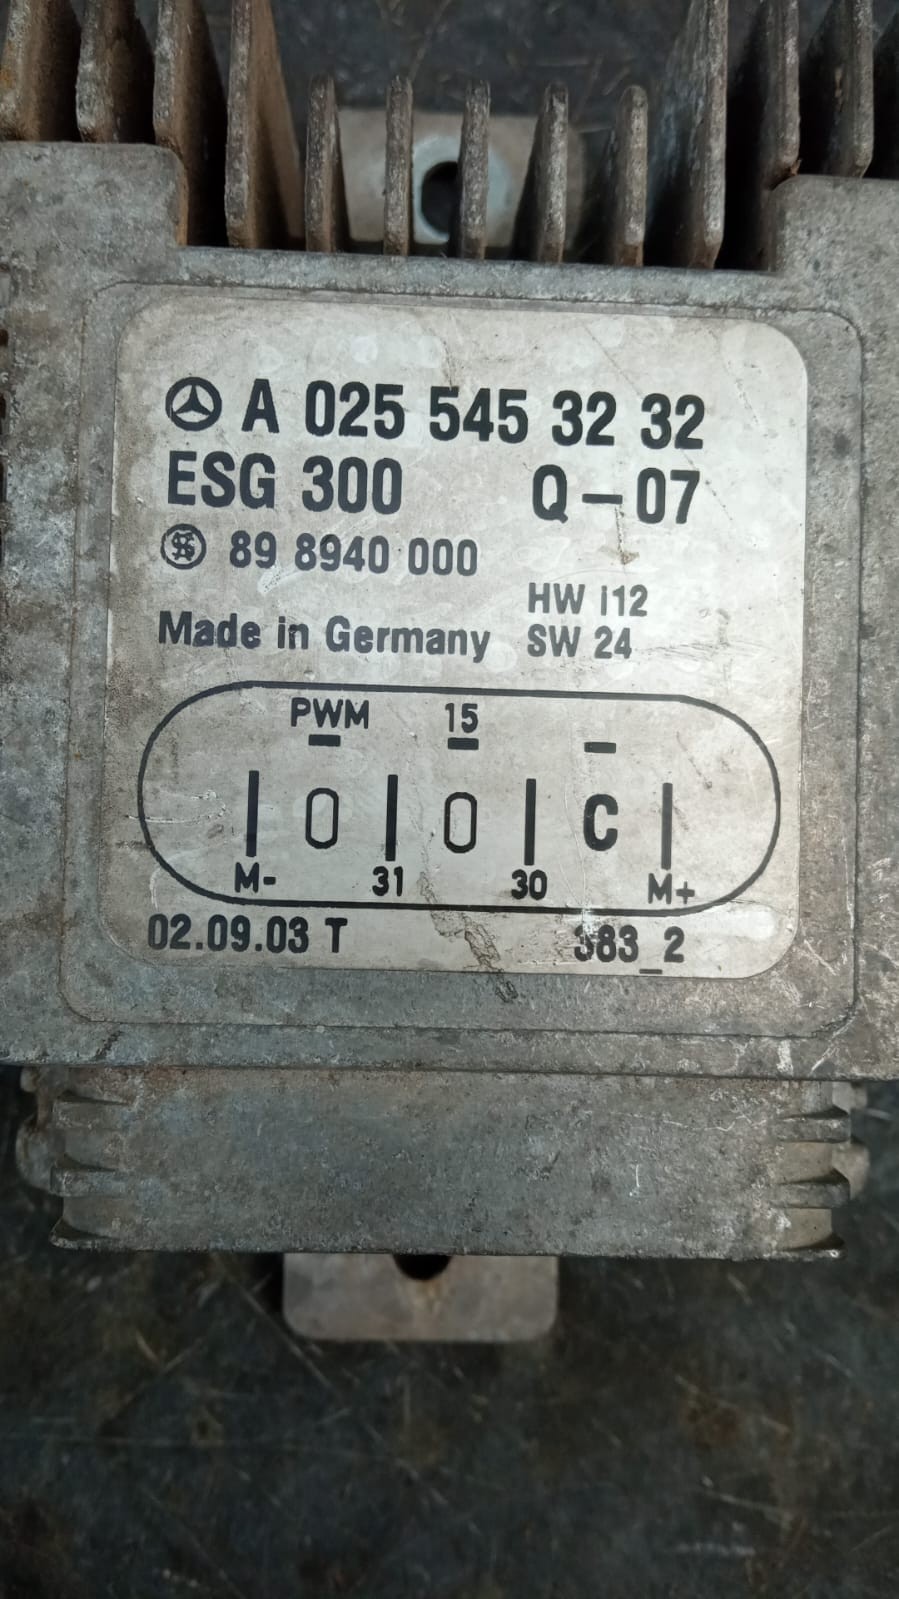 A 025 545 32 32
ESG 300 Q-07
89 8940 000
HW i12
Made in Germany SW 24
PWM 15
0 0 C
M- 31 30 M+
02.09.03 T 383_2